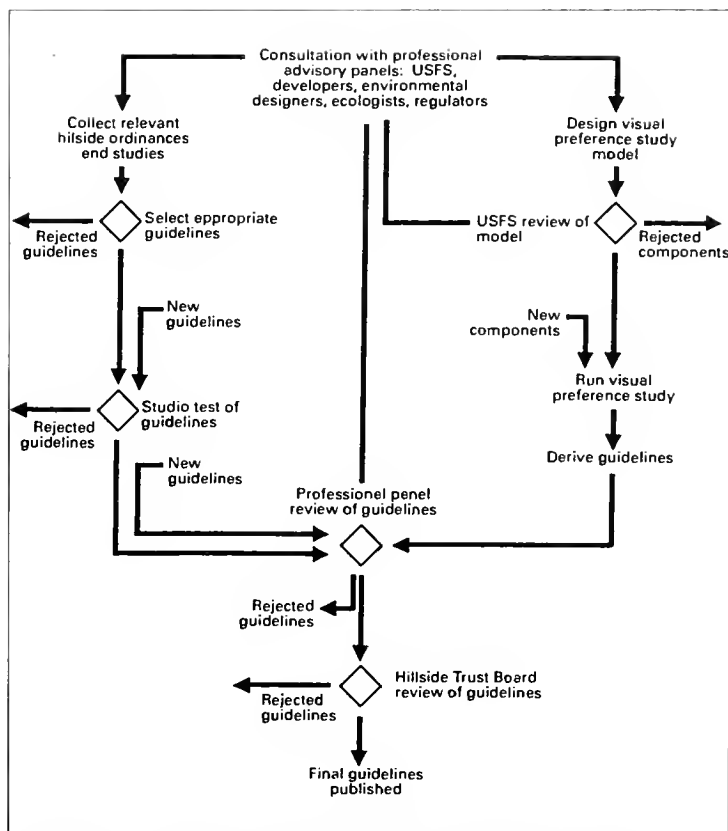 Consultation with professional
advisory panels: USFS,
developers, environmental
designers, ecologists, regulators
Collect relevant
hilside ordinances
end studies
Design visual
preference study
model
Select eppropriate
guidelines
Rejected
guidelines
USFS review of
model
Rejected
components
New
guidelines
New
components
Studio test of
guidelines
Rejected
guidelines
Run visual
preference study
New
guidelines
Derive guidelines
Professionel penel
review of guidelines
Rejected
guidelines
Hillside Trust Board
review of guidelines
Rejected
guidelines
Final guidelines
published